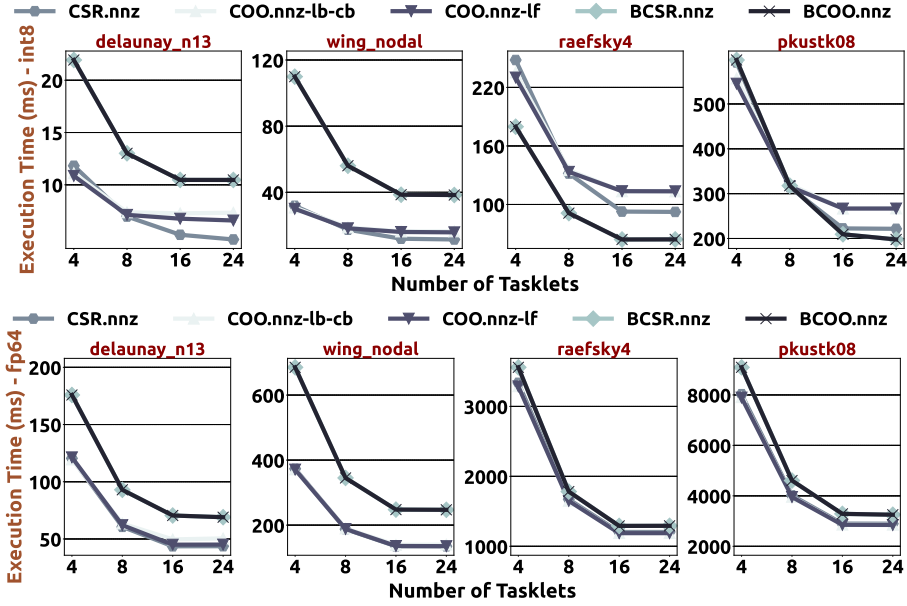 CSR.nnz COO.nnz-lb-cb COO.nnz-lf BCSR.nnz BCOO.nnz
delaunay_n13 wing_nodal raefsky4 pkustk08
Execution Time (ms) - int8
20 15 10
120 80 40
220 160 100
500 400 300 200
4 8 16 24 4 8 16 24 4 8 16 24 4 8 16 24
Number of Tasklets
CSR.nnz COO.nnz-lb-cb COO.nnz-lf BCSR.nnz BCOO.nnz
delaunay_n13 wing_nodal raefsky4 pkustk08
Execution Time (ms) - fp64
200 150 100 50
600 400 200
3000 2000 1000
8000 6000 4000 2000
4 8 16 24 4 8 16 24 4 8 16 24 4 8 16 24
Number of Tasklets